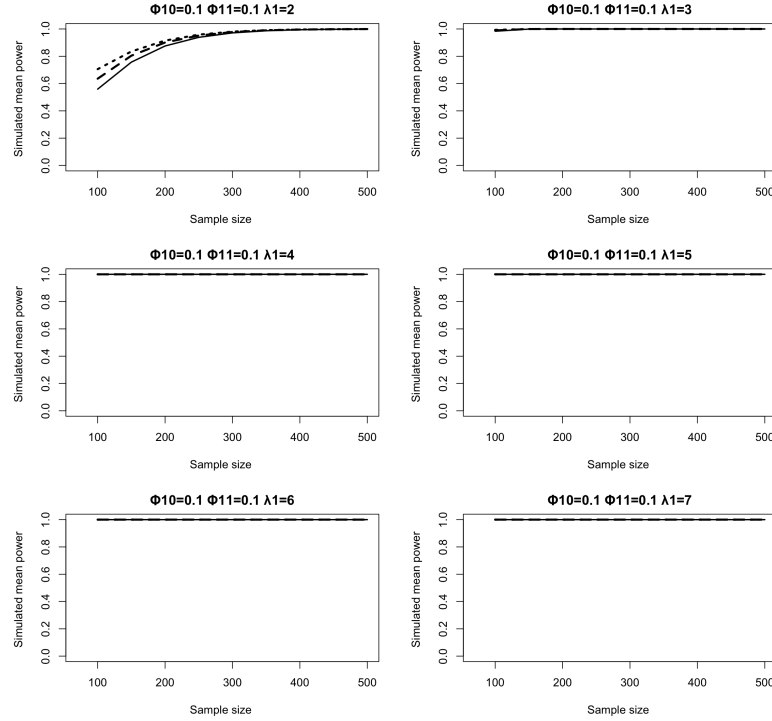 Φ10=0.1 Φ11=0.1 λ1=2
Simulated mean power
0.0 0.2 0.4 0.6 0.8 1.0
100 200 300 400 500
Sample size
Φ10=0.1 Φ11=0.1 λ1=3
Simulated mean power
0.0 0.2 0.4 0.6 0.8 1.0
100 200 300 400 500
Sample size
Φ10=0.1 Φ11=0.1 λ1=4
Simulated mean power
0.0 0.2 0.4 0.6 0.8 1.0
100 200 300 400 500
Sample size
Φ10=0.1 Φ11=0.1 λ1=5
Simulated mean power
0.0 0.2 0.4 0.6 0.8 1.0
100 200 300 400 500
Sample size
Φ10=0.1 Φ11=0.1 λ1=6
Simulated mean power
0.0 0.2 0.4 0.6 0.8 1.0
100 200 300 400 500
Sample size
Φ10=0.1 Φ11=0.1 λ1=7
Simulated mean power
0.0 0.2 0.4 0.6 0.8 1.0
100 200 300 400 500
Sample size